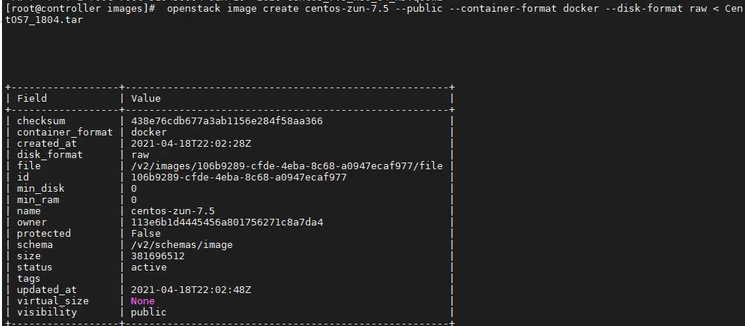 [root@controller images]#  openstack image create centos-zun-7.5 --public --container-format docker --disk-format raw < Cen
tOS7_1804.tar
+------------------+------------------------------------------------------+
| Field            | Value                                                |
+------------------+------------------------------------------------------+
| checksum         | 438e76cdb677a3ab1156e284f58aa366                     |
| container_format | docker                                               |
| created_at       | 2021-04-18T22:02:28Z                                 |
| disk_format      | raw                                                  |
| file             | /v2/images/106b9289-cfde-4eba-8c68-a0947ecaf977/file |
| id               | 106b9289-cfde-4eba-8c68-a0947ecaf977                 |
| min_disk         | 0                                                    |
| min_ram          | 0                                                    |
| name             | centos-zun-7.5                                       |
| owner            | 113e6b1d4445456a801756271c8a7da4                     |
| protected        | False                                                |
| schema           | /v2/schemas/image                                    |
| size             | 381696512                                            |
| status           | active                                               |
| tags             |                                                      |
| updated_at       | 2021-04-18T22:02:48Z                                 |
| virtual_size     | None                                                 |
| visibility       | public                                               |
+------------------+------------------------------------------------------+